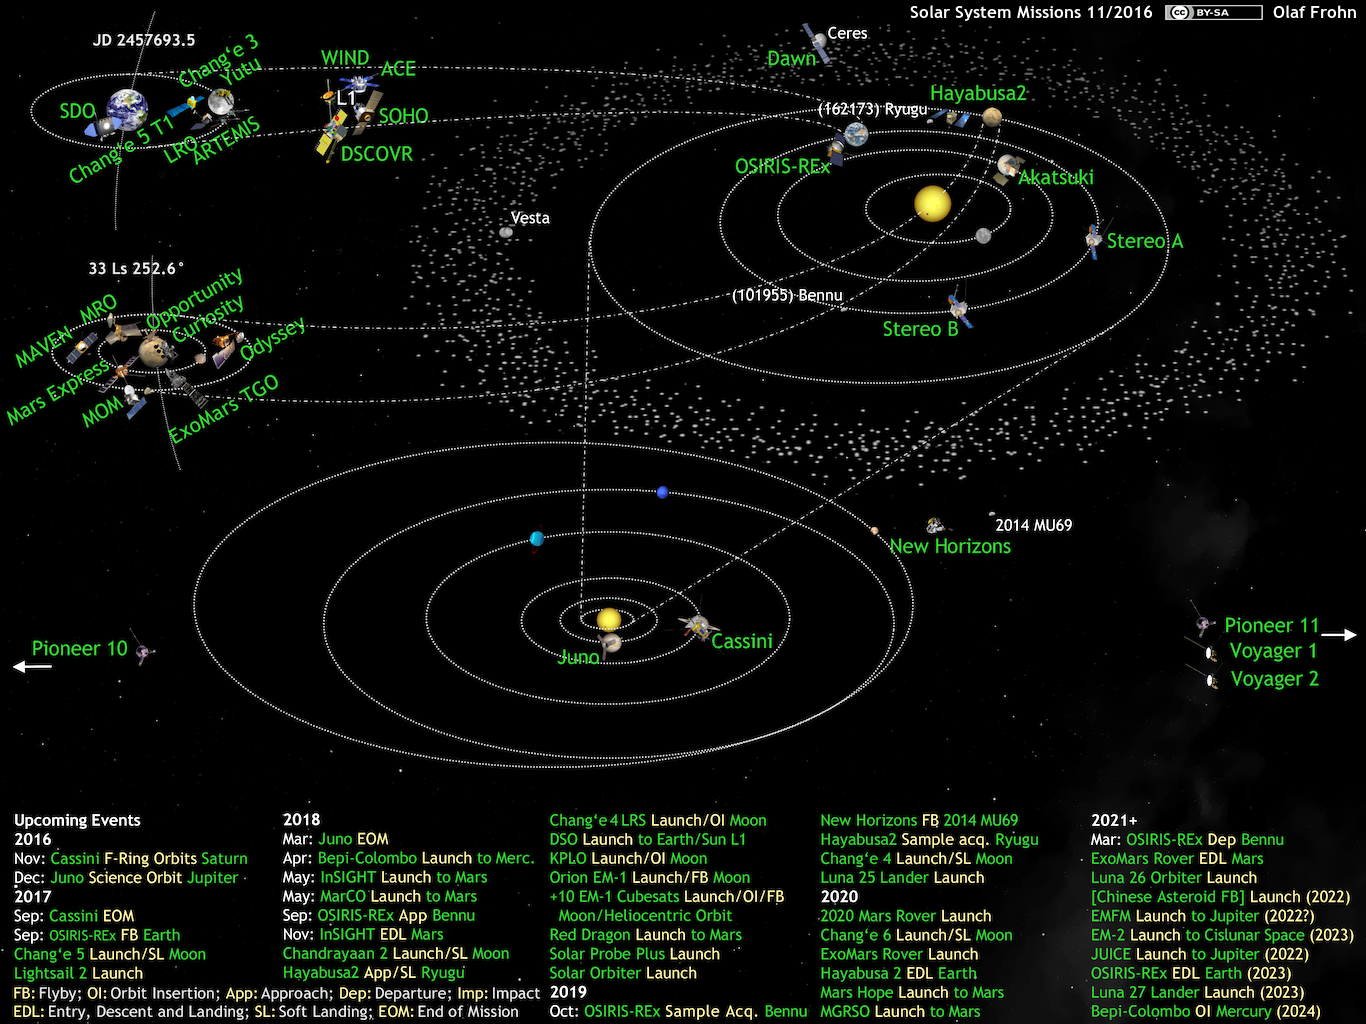 Solar System Missions 11/2016 cc BY-SA Olaf Frohn
JD 2457693.5
Chang‘e 3
Yutu
SDO
Chang‘e 5 T1
LRO
ARTEMIS
WIND
ACE
L1
SOHO
DSCOVR
Ceres
Dawn
Hayabusa2
(162173) Ryugu
OSIRIS-REx
Akatsuki
Vesta
Stereo A
(101955) Bennu
Stereo B
33 Ls 252.6°
Opportunity
Curiosity
MRO
MAVEN
Odyssey
Mars Express
MOM
ExoMars TGO
2014 MU69
New Horizons
Pioneer 10
Juno
Cassini
Pioneer 11
Voyager 1
Voyager 2
Upcoming Events
2016
Nov: Cassini F-Ring Orbits Saturn
Dec: Juno Science Orbit Jupiter
2017
Sep: Cassini EOM
Sep: OSIRIS-REx FB Earth
Chang‘e 5 Launch/SL Moon
Lightsail 2 Launch
FB: Flyby; OI: Orbit Insertion; App: Approach; Dep: Departure; Imp: Impact
EDL: Entry, Descent and Landing; SL: Soft Landing; EOM: End of Mission
2018
Mar: Juno EOM
Apr: Bepi-Colombo Launch to Merc.
May: InSIGHT Launch to Mars
May: MarCO Launch to Mars
Sep: OSIRIS-REx App Bennu
Nov: InSIGHT EDL Mars
Chandrayaan 2 Launch/SL Moon
Hayabusa2 App/SL Ryugu
Chang‘e 4 LRS Launch/OI Moon
DSO Launch to Earth/Sun L1
KPLO Launch/OI Moon
Orion EM-1 Launch/FB Moon
+10 EM-1 Cubesats Launch/OI/FB
Moon/Heliocentric Orbit
Red Dragon Launch to Mars
Solar Probe Plus Launch
Solar Orbiter Launch
2019
Oct: OSIRIS-REx Sample Acq. Bennu
New Horizons FB 2014 MU69
Hayabusa2 Sample acq. Ryugu
Chang‘e 4 Launch/SL Moon
Luna 25 Lander Launch
2020
2020 Mars Rover Launch
Chang‘e 6 Launch/SL Moon
ExoMars Rover Launch
Hayabusa 2 EDL Earth
Mars Hope Launch to Mars
MGRSO Launch to Mars
2021+
Mar: OSIRIS-REx Dep Bennu
ExoMars Rover EDL Mars
Luna 26 Orbiter Launch
[Chinese Asteroid FB] Launch (2022)
EMFM Launch to Jupiter (2022?)
EM-2 Launch to Cislunar Space (2023)
JUICE Launch to Jupiter (2022)
OSIRIS-REx EDL Earth (2023)
Luna 27 Lander Launch (2023)
Bepi-Colombo OI Mercury (2024)